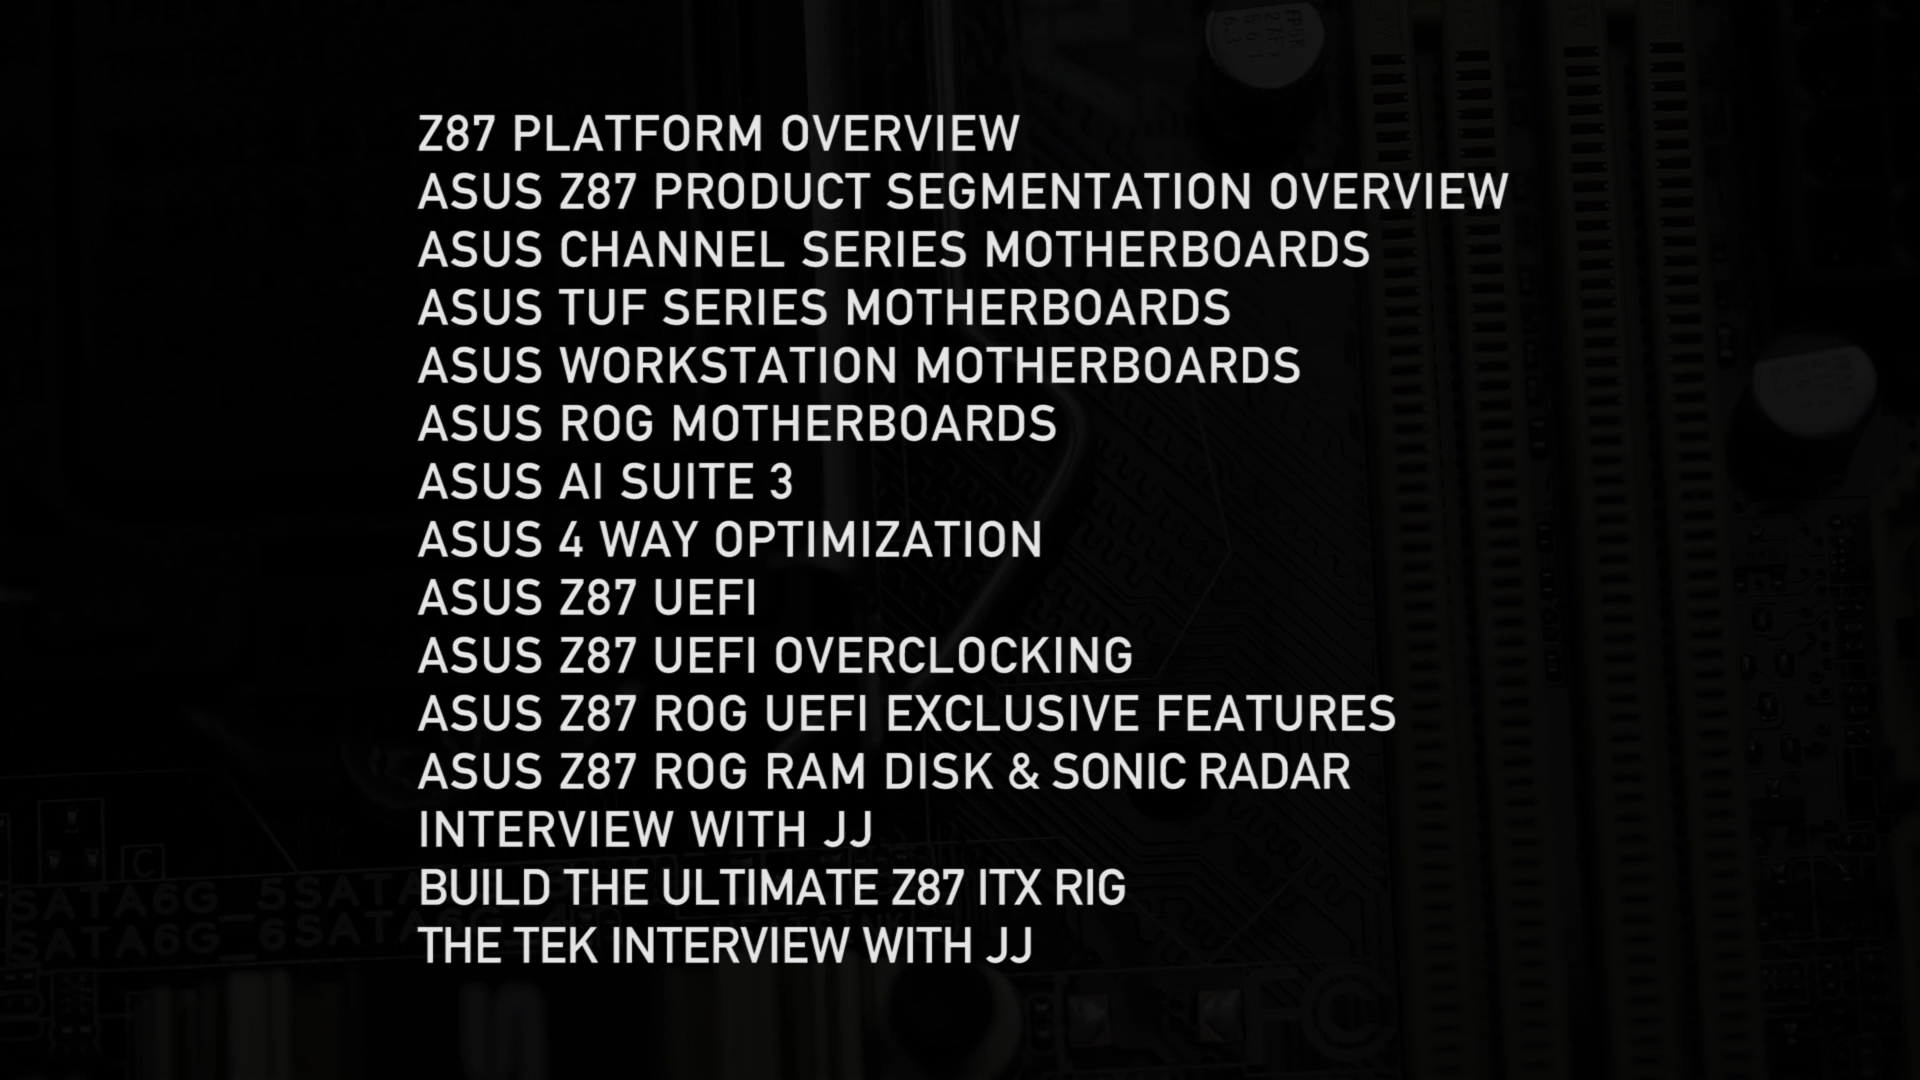 Z87 PLATFORM OVERVIEW
ASUS Z87 PRODUCT SEGMENTATION OVERVIEW
ASUS CHANNEL SERIES MOTHERBOARDS
ASUS TUF SERIES MOTHERBOARDS
ASUS WORKSTATION MOTHERBOARDS
ASUS ROG MOTHERBOARDS
ASUS AI SUITE 3
ASUS 4 WAY OPTIMIZATION
ASUS Z87 UEFI
ASUS Z87 UEFI OVERCLOCKING
ASUS Z87 ROG UEFI EXCLUSIVE FEATURES
ASUS Z87 ROG RAM DISK & SONIC RADAR
INTERVIEW WITH JJ
BUILD THE ULTIMATE Z87 ITX RIG
THE TEK INTERVIEW WITH JJ
SATA6G_5SATA
SATA6G_6SATA